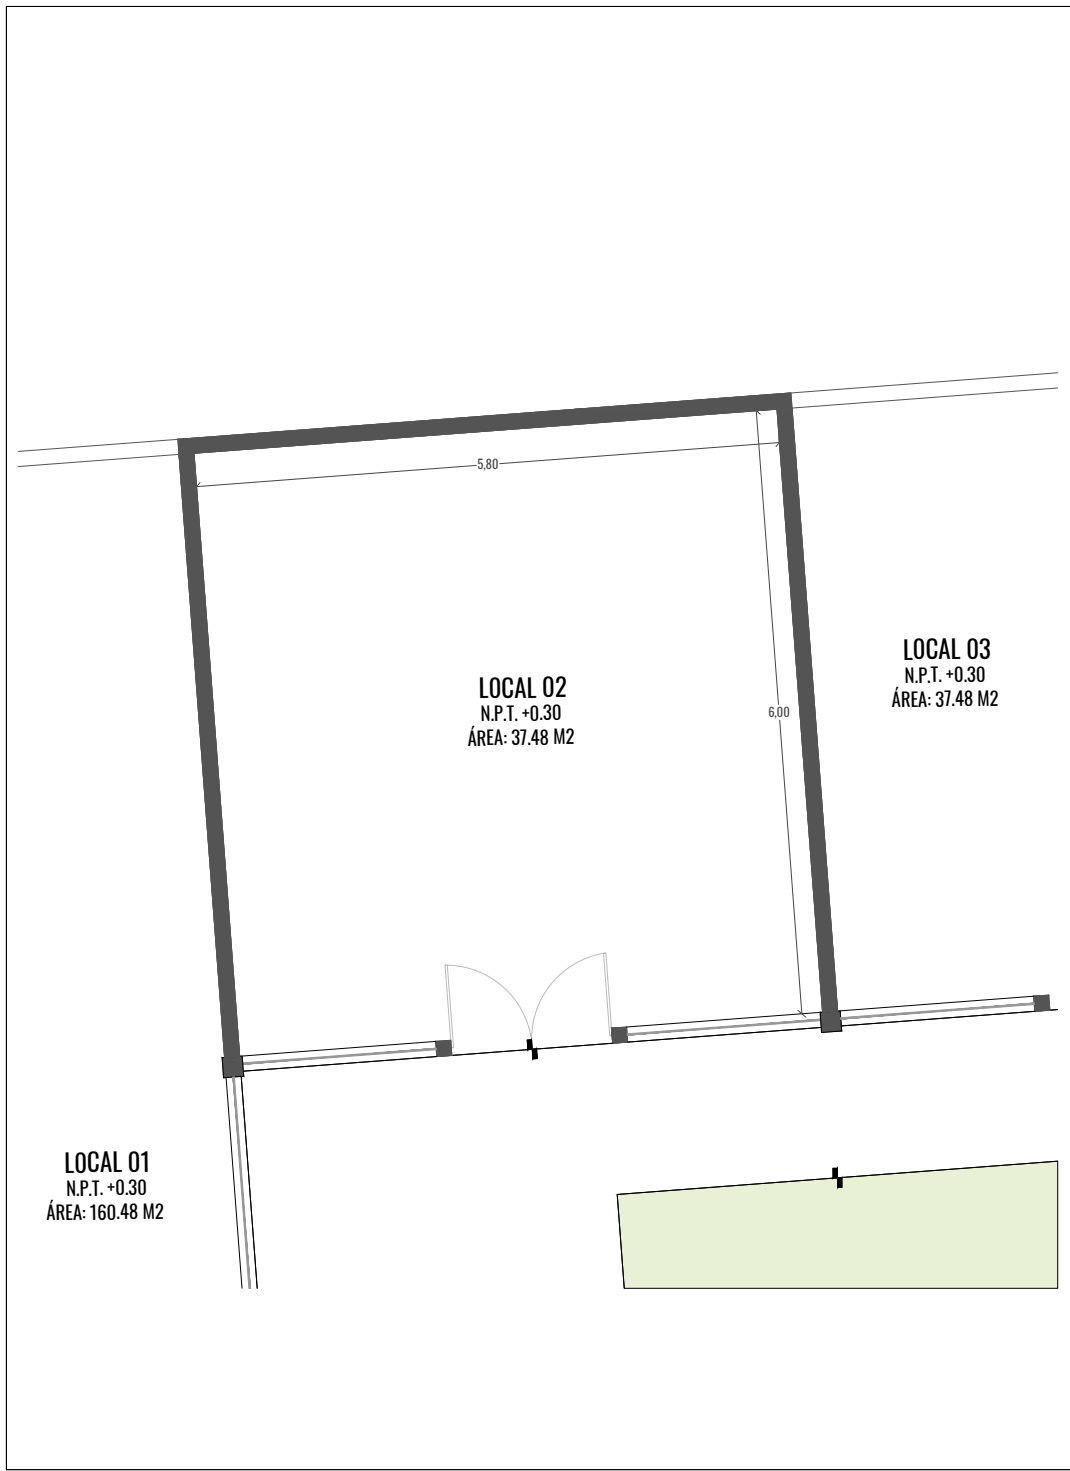 5,80
LOCAL 02
N.P.T. +0.30
ÁREA: 37.48 M2
6,00
LOCAL 03
N.P.T. +0.30
ÁREA: 37.48 M2
LOCAL 01
N.P.T. +0.30
ÁREA: 160.48 M2